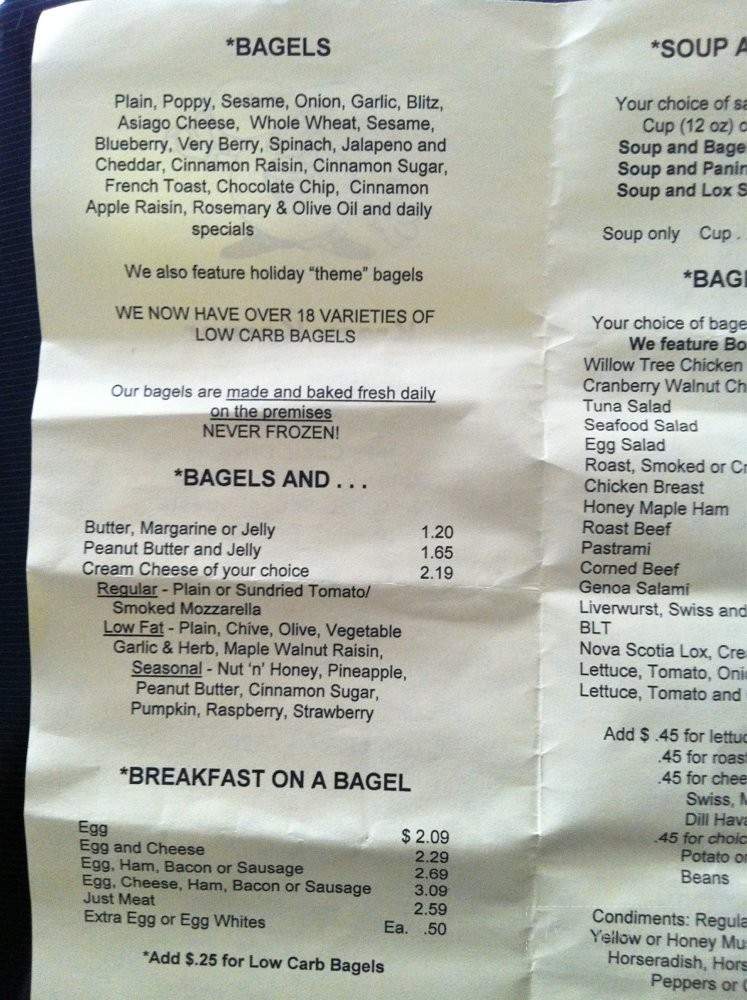 *BAGELS
Plain, Poppy, Sesame, Onion, Garlic, Blitz,
Asiago Cheese, Whole Wheat, Sesame,
Blueberry, Very Berry, Spinach, Jalapeno and
Cheddar, Cinnamon Raisin, Cinnamon Sugar,
French Toast, Chocolate Chip, Cinnamon
Apple Raisin, Rosemary & Olive Oil and daily
specials
We also feature holiday “theme” bagels
WE NOW HAVE OVER 18 VARIETIES OF
LOW CARB BAGELS
Our bagels are made and baked fresh daily
on the premises
NEVER FROZEN!
*BAGELS AND . . .
Butter, Margarine or Jelly 1.20
Peanut Butter and Jelly 1.65
Cream Cheese of your choice 2.19
Regular - Plain or Sundried Tomato/
Smoked Mozzarella
Low Fat - Plain, Chive, Olive, Vegetable
Garlic & Herb, Maple Walnut Raisin,
Seasonal - Nut ‘n’ Honey, Pineapple,
Peanut Butter, Cinnamon Sugar,
Pumpkin, Raspberry, Strawberry
*BREAKFAST ON A BAGEL
Egg $ 2.09
Egg and Cheese 2.29
Egg, Ham, Bacon or Sausage 2.69
Egg, Cheese, Ham, Bacon or Sausage 3.09
Just Meat 2.59
Extra Egg or Egg Whites Ea. .50
*Add $.25 for Low Carb Bagels
*SOUP
Your choice of
Cup (12 oz)
Soup and
Soup and
Soup and Lox
Soup only Cup .
Your choice of
We feature
Willow Tree Chicken
Cranberry Walnut
Tuna Salad
Seafood Salad
Egg Salad
Roast, Smoked or
Chicken Breast
Honey Maple Ham
Roast Beef
Pastrami
Corned Beef
Genoa Salami
Liverwurst, Swiss and
BLT
Nova Scotia Lox,
Lettuce, Tomato,
Lettuce, Tomato and
Add $ .45 for
.45 for
.45 for
Swiss,
Dill
.45 for
Potato
Beans
Condiments:
Yellow or Honey
Horseradish,
Peppers or